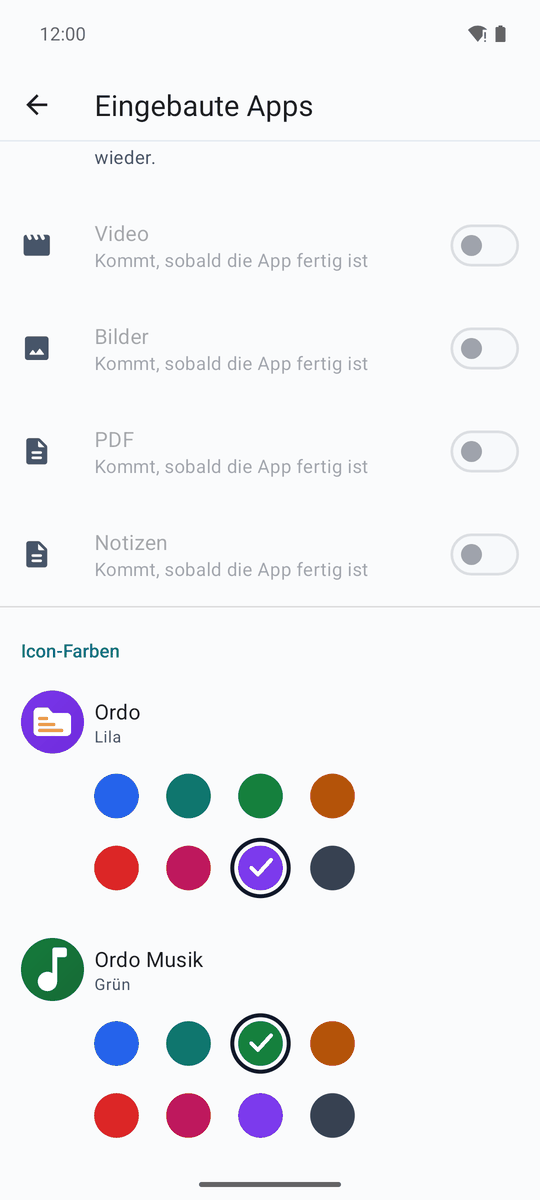 12:00
Eingebaute Apps
wieder.
Video
Kommt, sobald die App fertig ist
Bilder
Kommt, sobald die App fertig ist
PDF
Kommt, sobald die App fertig ist
Notizen
Kommt, sobald die App fertig ist
Icon-Farben
Ordo
Lila
Ordo Musik
Grün